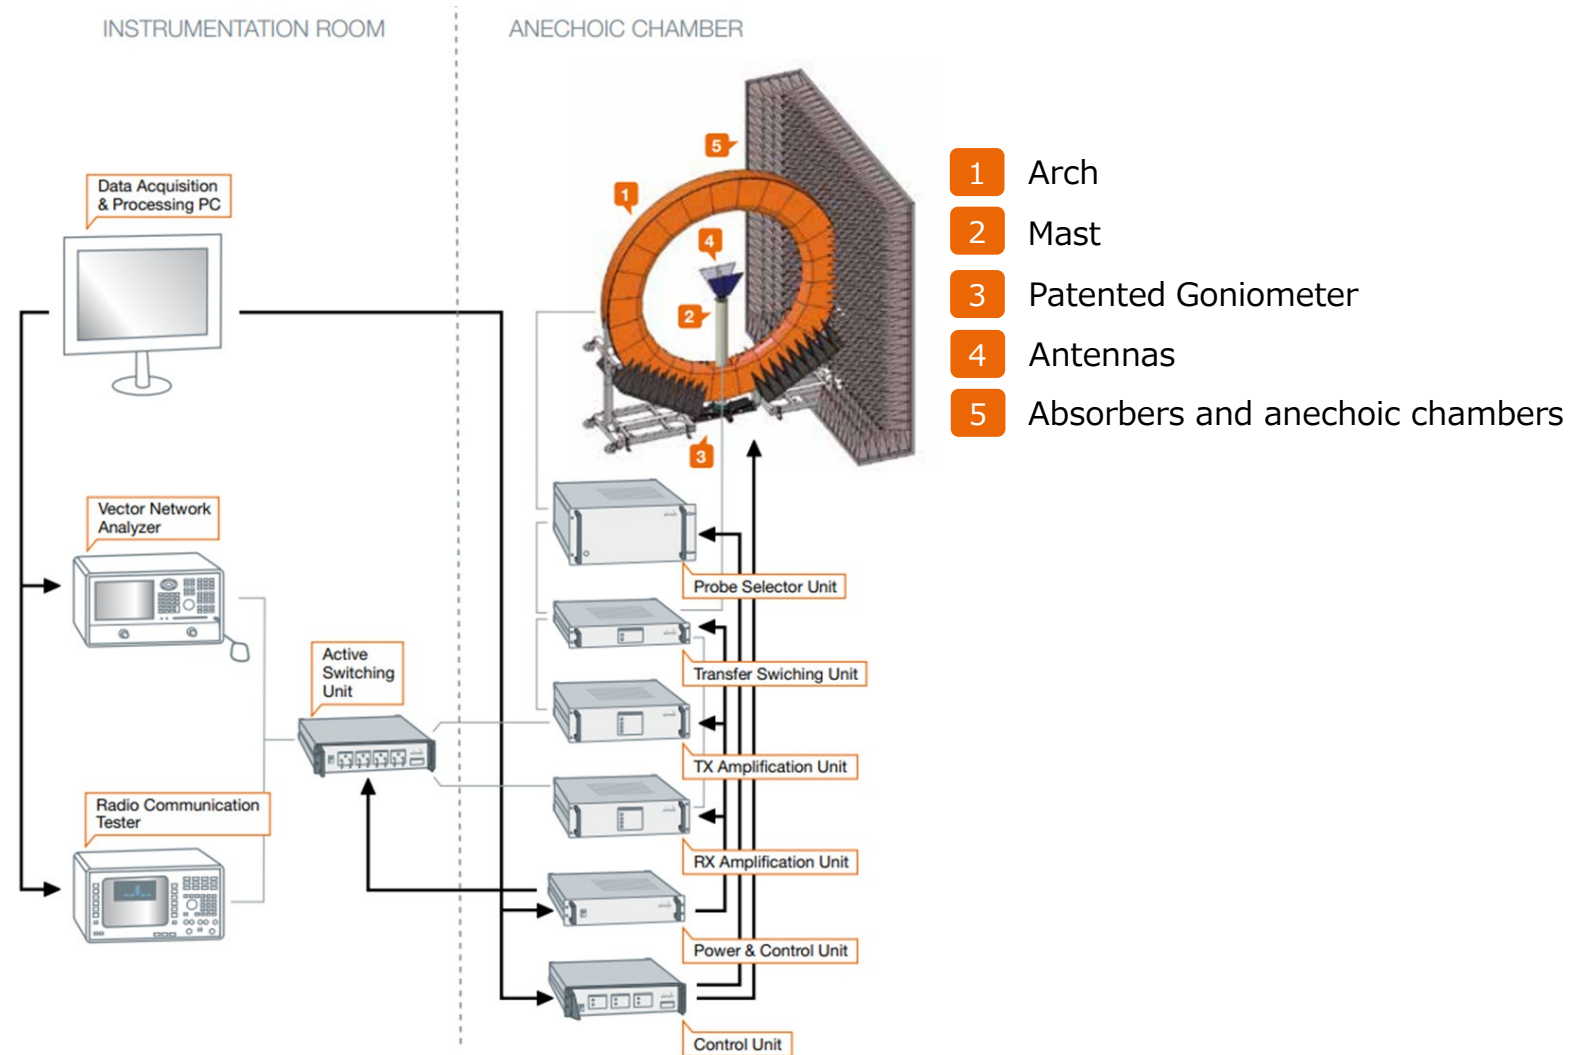 INSTRUMENTATION ROOM
ANECHOIC CHAMBER
Data Acquisition
& Processing PC
Vector Network
Analyzer
Active
Switching
Unit
Radio Communication
Tester
5
1
4
2
3
Probe Selector Unit
Transfer Swiching Unit
TX Amplification Unit
RX Amplification Unit
Power & Control Unit
Control Unit
1 Arch
2 Mast
3 Patented Goniometer
4 Antennas
5 Absorbers and anechoic chambers